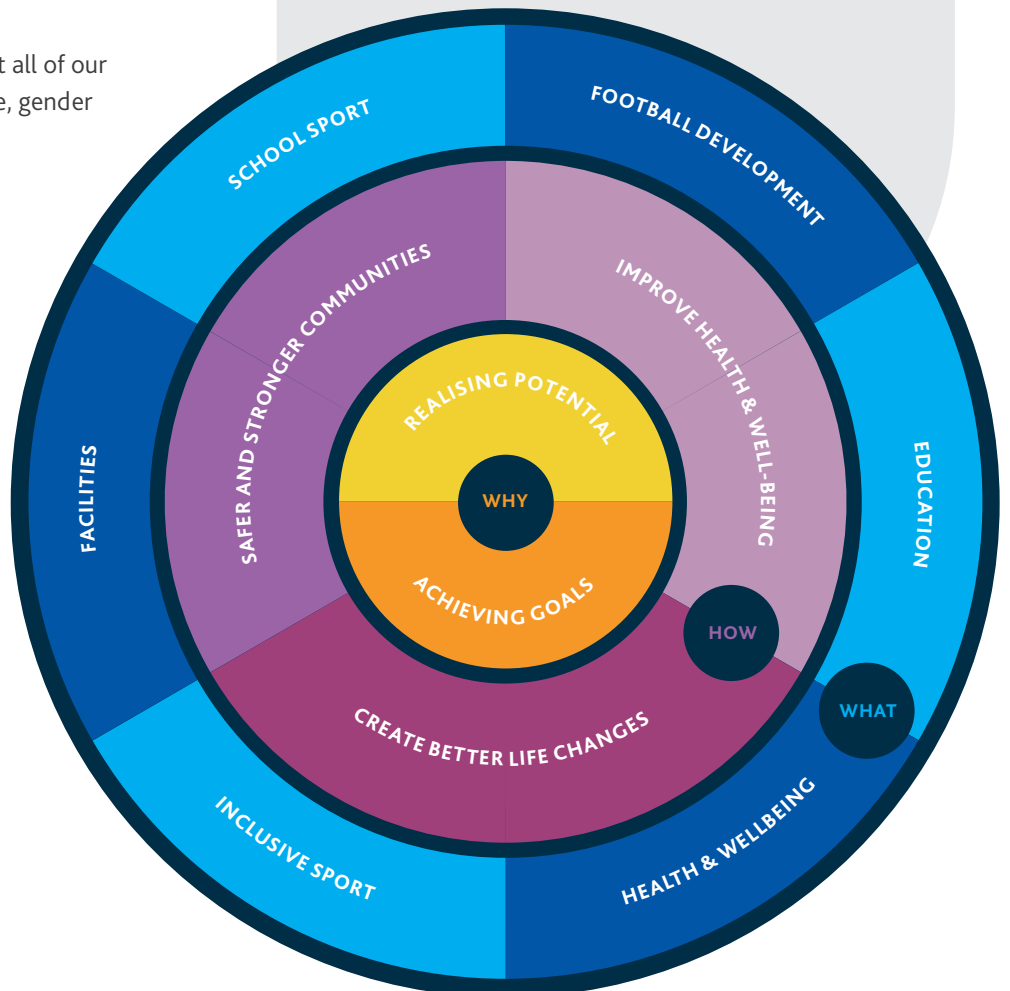 t all of our
e, gender
SCHOOL SPORT
FOOTBALL DEVELOPMENT
SAFER AND STRONGER COMMUNITIES
IMPROVE HEALTH & WELL-BEING
REALISING POTENTIAL
FACILITIES
WHY
EDUCATION
ACHIEVING GOALS
HOW
WHAT
CREATE BETTER LIFE CHANGES
INCLUSIVE SPORT
HEALTH & WELLBEING